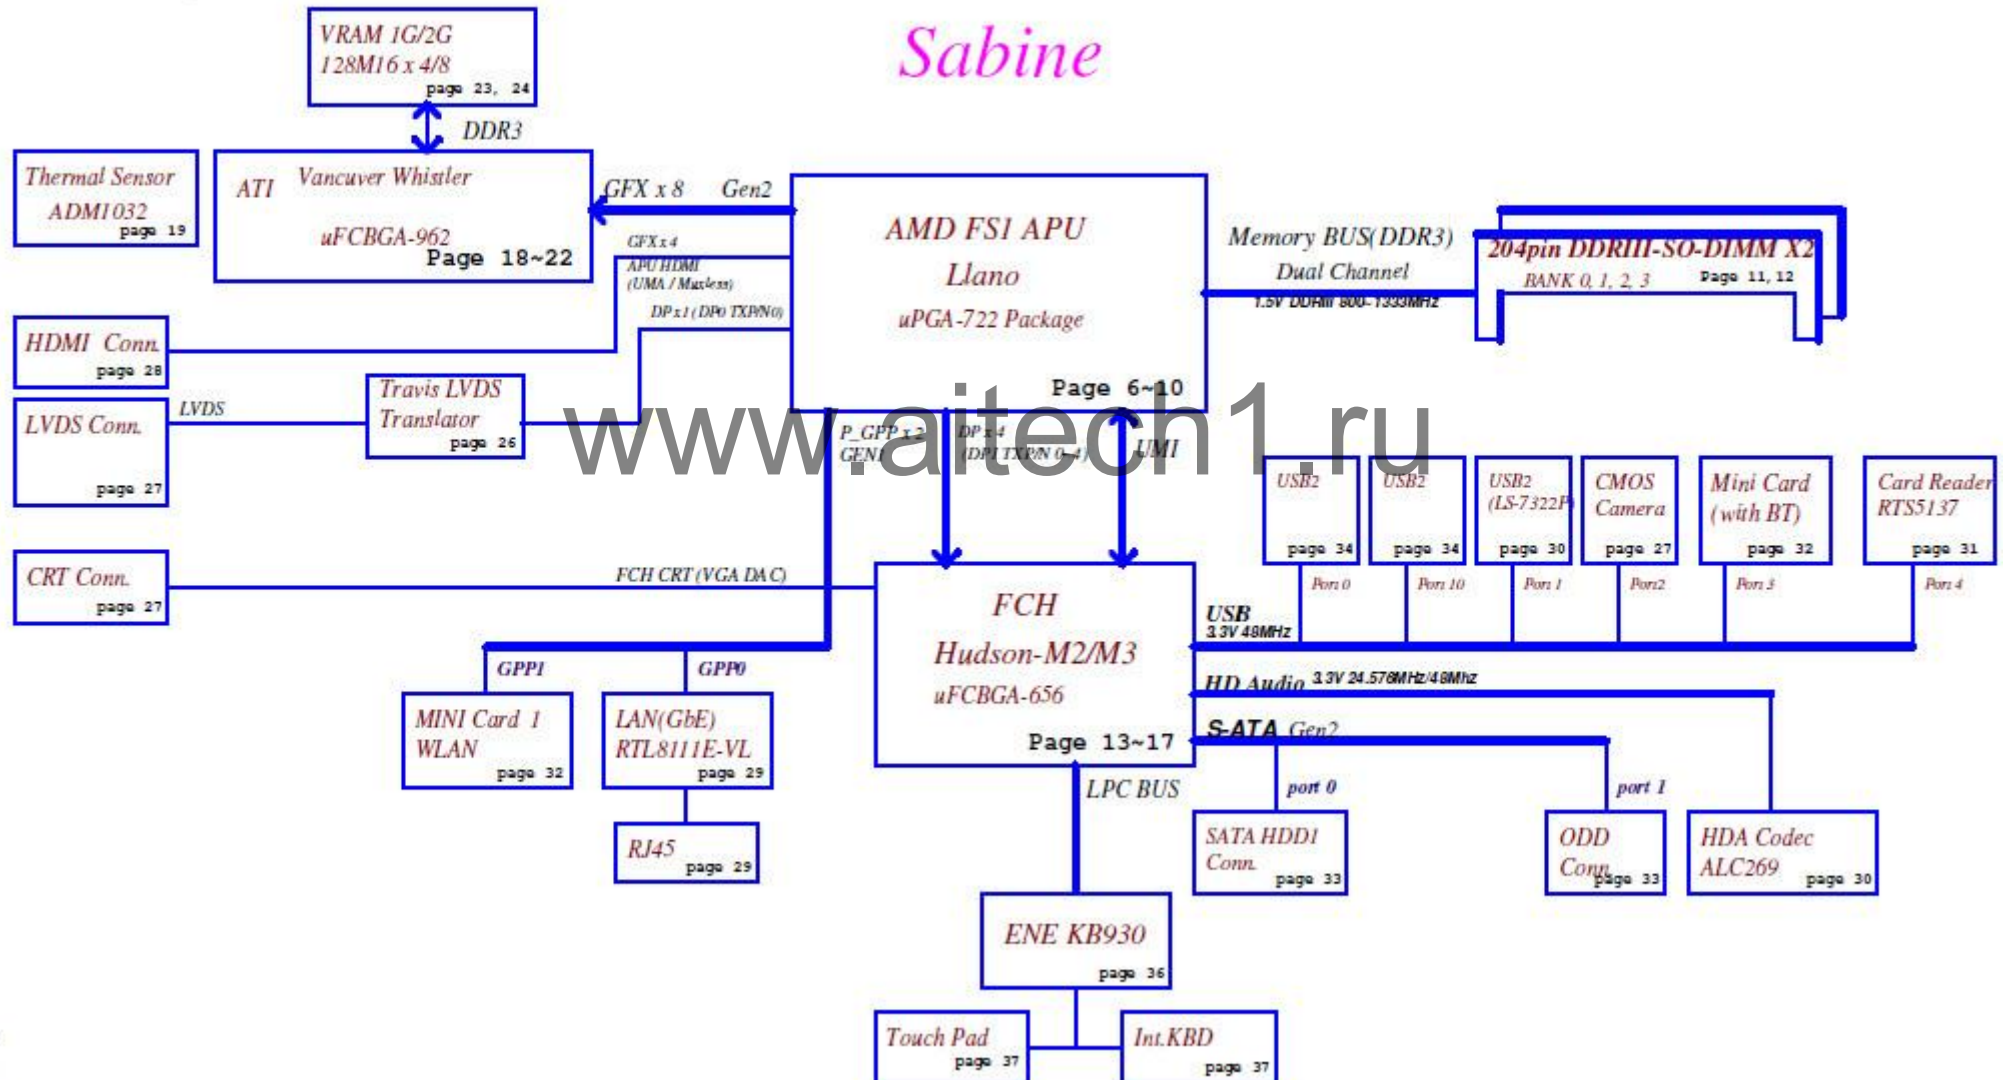 Sabine
VRAM 1G/2G
128M16 x 4/8
page 23, 24
DDR3
Thermal Sensor
ADM1032
page 19
ATI Vancuver Whistler
uFCBGA-962
Page 18~22
GFX x 8 Gen2
GFX x 4
APU HDMI
(UMA / Muxless)
DP x1 (DP0 TXP/N0)
AMD FS1 APU
Llano
uPGA-722 Package
Page 6~10
Memory BUS(DDR3)
Dual Channel
1.5V DDRIII 800~1333MHz
204pin DDRIII-SO-DIMM X2
BANK 0, 1, 2, 3 Page 11,12
HDMI Conn.
page 28
LVDS Conn.
page 27
LVDS
Travis LVDS
Translator
page 26
www.aitech1.ru
P_GPP x 2
GEN1
DP x 4
(DP1 TXP/N 0~4)
UMI
CRT Conn.
page 27
FCH CRT (VGA DAC)
FCH
Hudson-M2/M3
uFCBGA-656
Page 13~17
USB2
page 34
Port 0
USB2
page 34
Port 10
USB2
(LS-7322P)
page 30
Port 1
CMOS
Camera
page 27
Port2
Mini Card
(with BT)
page 32
Port 3
Card Reader
RTS5137
page 31
Port 4
USB
3.3V 48MHz
HD Audio 3.3V 24.576MHz/48Mhz
S-ATA Gen2
GPP1
GPP0
MINI Card 1
WLAN
page 32
LAN(GbE)
RTL8111E-VL
page 29
RJ45
page 29
LPC BUS
port 0
port 1
SATA HDD1
Conn.
page 33
ODD
Conn.
page 33
HDA Codec
ALC269
page 30
ENE KB930
page 36
Touch Pad
page 37
Int.KBD
page 37